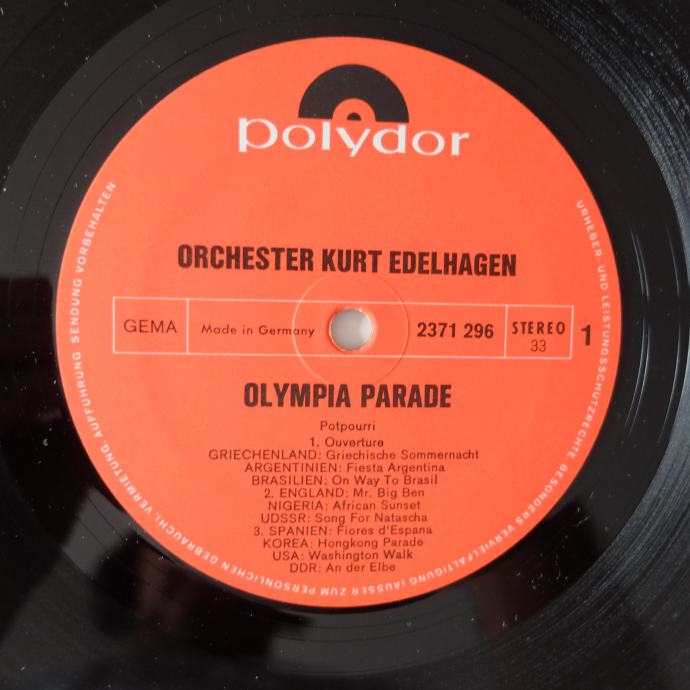 polydor
ORCHESTER KURT EDELHAGEN
GEMA
Made in Germany
2371 296
STEREO
33
1
OLYMPIA PARADE
Potpourri
1. Ouverture
GRIECHENLAND: Griechische Sommernacht
ARGENTINIEN: Fiesta Argentina
BRASILIEN: On Way To Brasil
2. ENGLAND: Mr. Big Ben
NIGERIA: African Sunset
UDSSR: Song For Natascha
3. SPANIEN: Fiores d'Espana
KOREA: Hongkong Parade
USA: Washington Walk
DDR: An der Elbe
URHEBER- UND LEISTUNGSSCHUTZRECHTE BESONDERS VERVIELFÄLTIGUNG (AUSSER ZUM PERSÖNLICHEN GEBRAUCH), VERMIETUNG, AUFFÜHRUNG, SENDUNG VORBEHALTEN